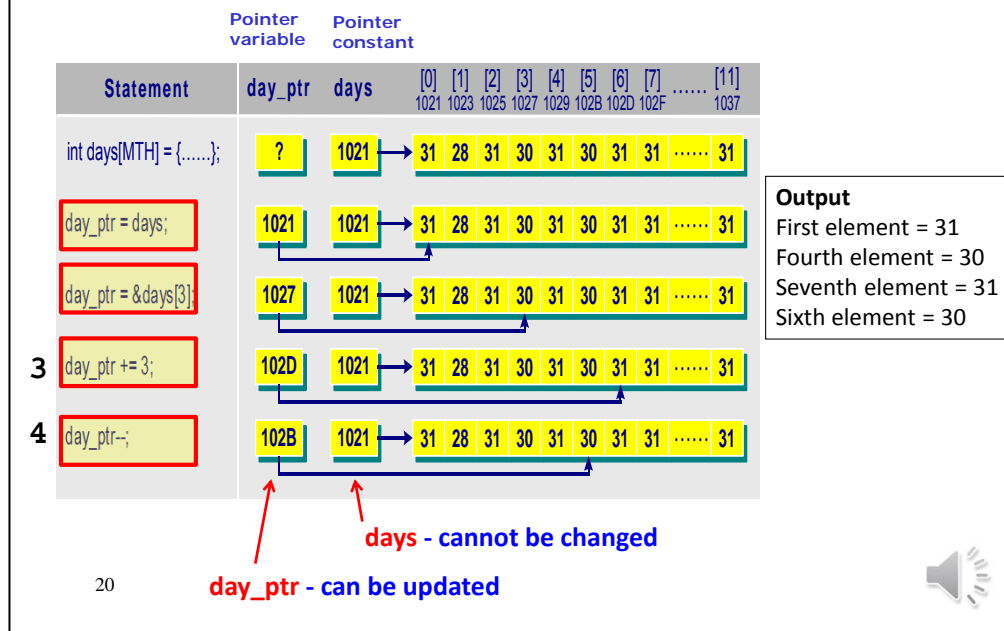 Pointer variable Pointer constant
Statement day_ptr days [0] [1] [2] [3] [4] [5] [6] [7] ...... [11]
1021 1023 1025 1027 1029 102B 102D 102F 1037
int days[MTH] = {......}; ? 1021 31 28 31 30 31 30 31 31 ...... 31
day_ptr = days; 1021 1021 31 28 31 30 31 30 31 31 ...... 31
day_ptr = &days[3]; 1027 1021 31 28 31 30 31 30 31 31 ...... 31
3 day_ptr += 3; 102D 1021 31 28 31 30 31 30 31 31 ...... 31
4 day_ptr--; 102B 1021 31 28 31 30 31 30 31 31 ...... 31
Output
First element = 31
Fourth element = 30
Seventh element = 31
Sixth element = 30
days - cannot be changed
day_ptr - can be updated
20